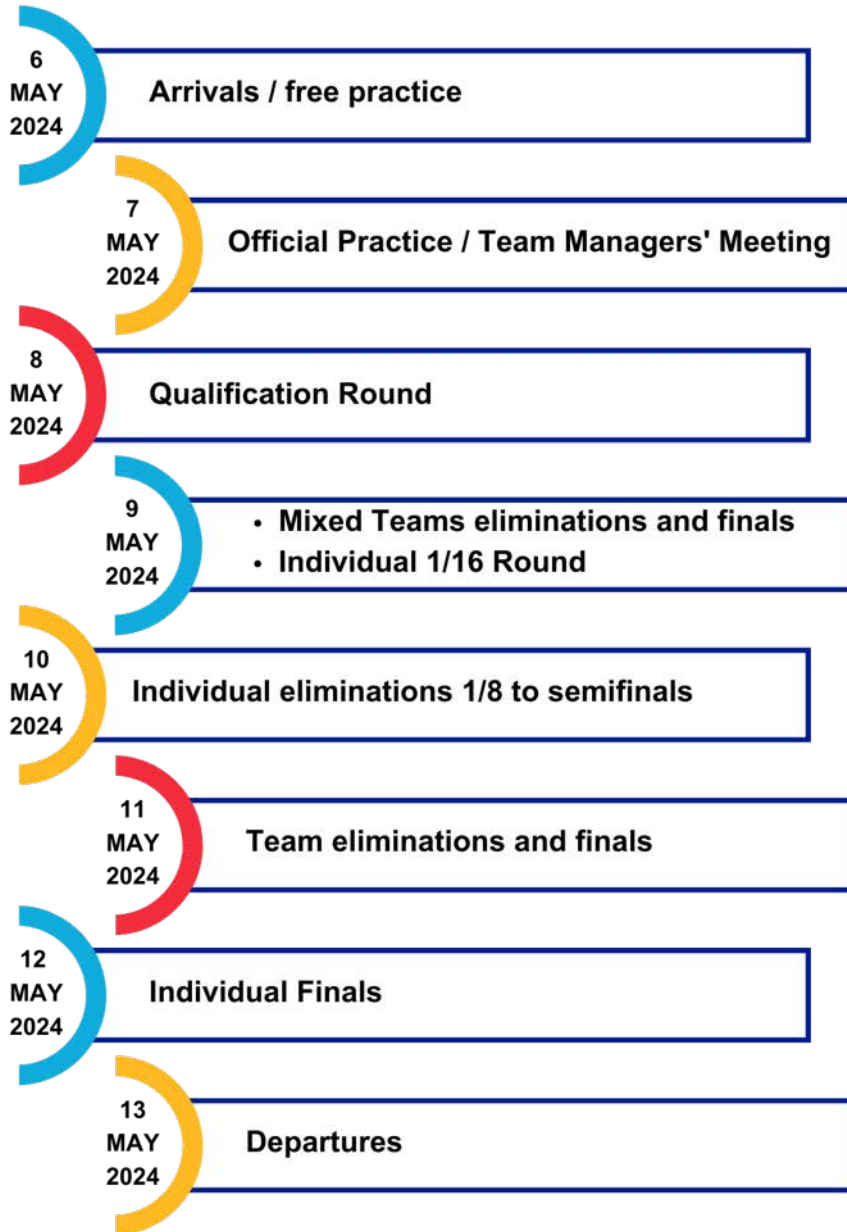 6
MAY
2024
Arrivals / free practice
7
MAY
2024
Official Practice / Team Managers' Meeting
8
MAY
2024
Qualification Round
9
MAY
2024
• Mixed Teams eliminations and finals
• Individual 1/16 Round
10
MAY
2024
Individual eliminations 1/8 to semifinals
11
MAY
2024
Team eliminations and finals
12
MAY
2024
Individual Finals
13
MAY
2024
Departures